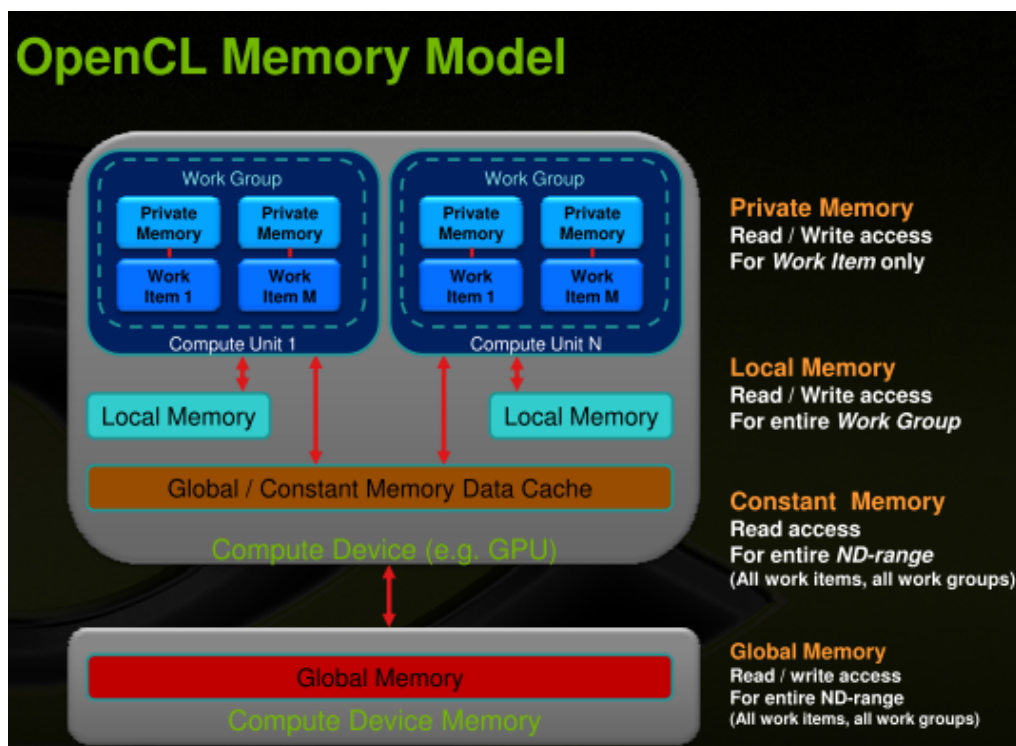 OpenCL Memory Model
Work Group
Private
Memory
Private
Memory
Work
Item 1
Work
Item M
Compute Unit 1
Work Group
Private
Memory
Private
Memory
Work
Item 1
Work
Item M
Compute Unit N
Local Memory
Local Memory
Global / Constant Memory Data Cache
Compute Device (e.g. GPU)
Global Memory
Compute Device Memory
Private Memory
Read / Write access
For Work Item only
Local Memory
Read / Write access
For entire Work Group
Constant Memory
Read access
For entire ND-range
(All work items, all work groups)
Global Memory
Read / write access
For entire ND-range
(All work items, all work groups)